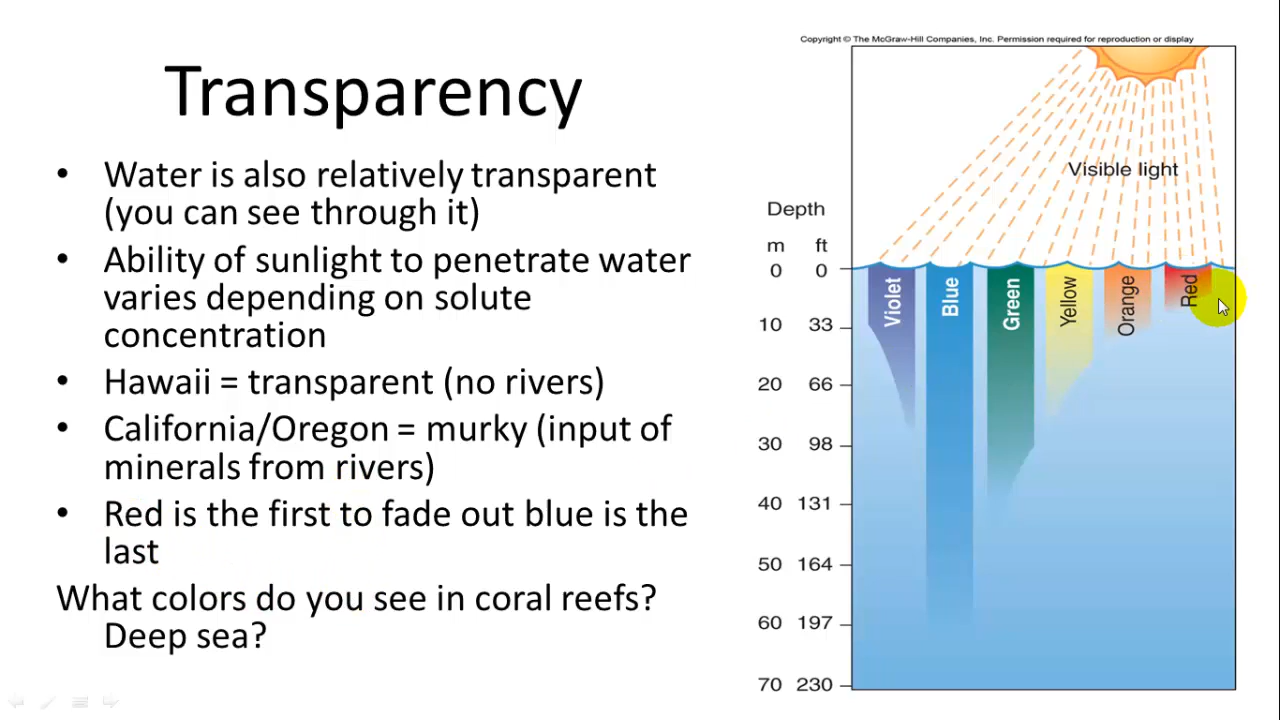 Transparency
• Water is also relatively transparent
(you can see through it)
• Ability of sunlight to penetrate water
varies depending on solute
concentration
• Hawaii = transparent (no rivers)
• California/Oregon = murky (input of
minerals from rivers)
• Red is the first to fade out blue is the
last
What colors do you see in coral reefs?
Deep sea?
Copyright © The McGraw-Hill Companies, Inc. Permission required for reproduction or display
Visible light
Depth
m ft
0 0
10 33
20 66
30 98
40 131
50 164
60 197
70 230
Violet
Blue
Green
Yellow
Orange
Red